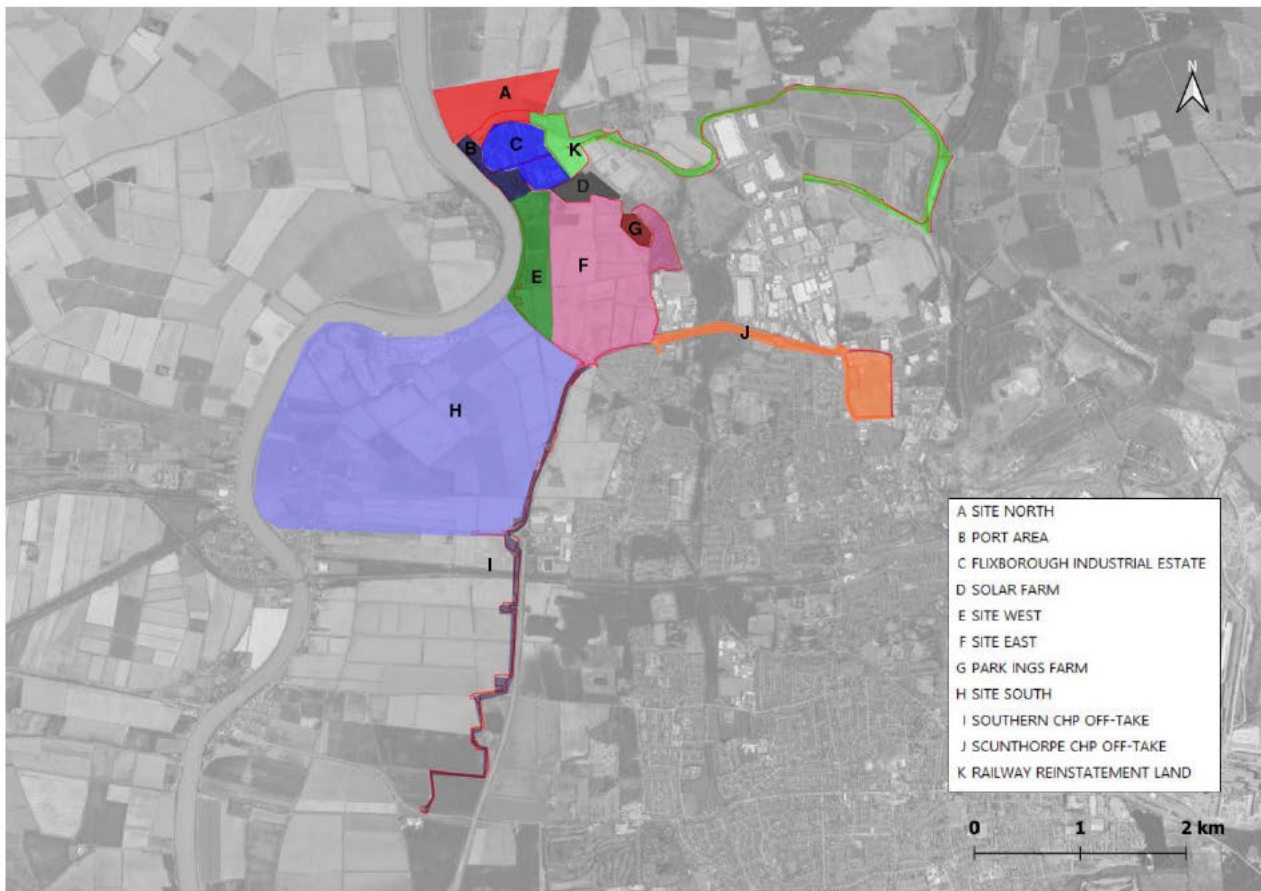 N
A
B
C
K
D
G
E
F
J
H
I
A SITE NORTH
B PORT AREA
C FLIXBOROUGH INDUSTRIAL ESTATE
D SOLAR FARM
E SITE WEST
F SITE EAST
G PARK INGS FARM
H SITE SOUTH
I SOUTHERN CHP OFF-TAKE
J SCUNTHORPE CHP OFF-TAKE
K RAILWAY REINSTATEMENT LAND
0 1 2 km